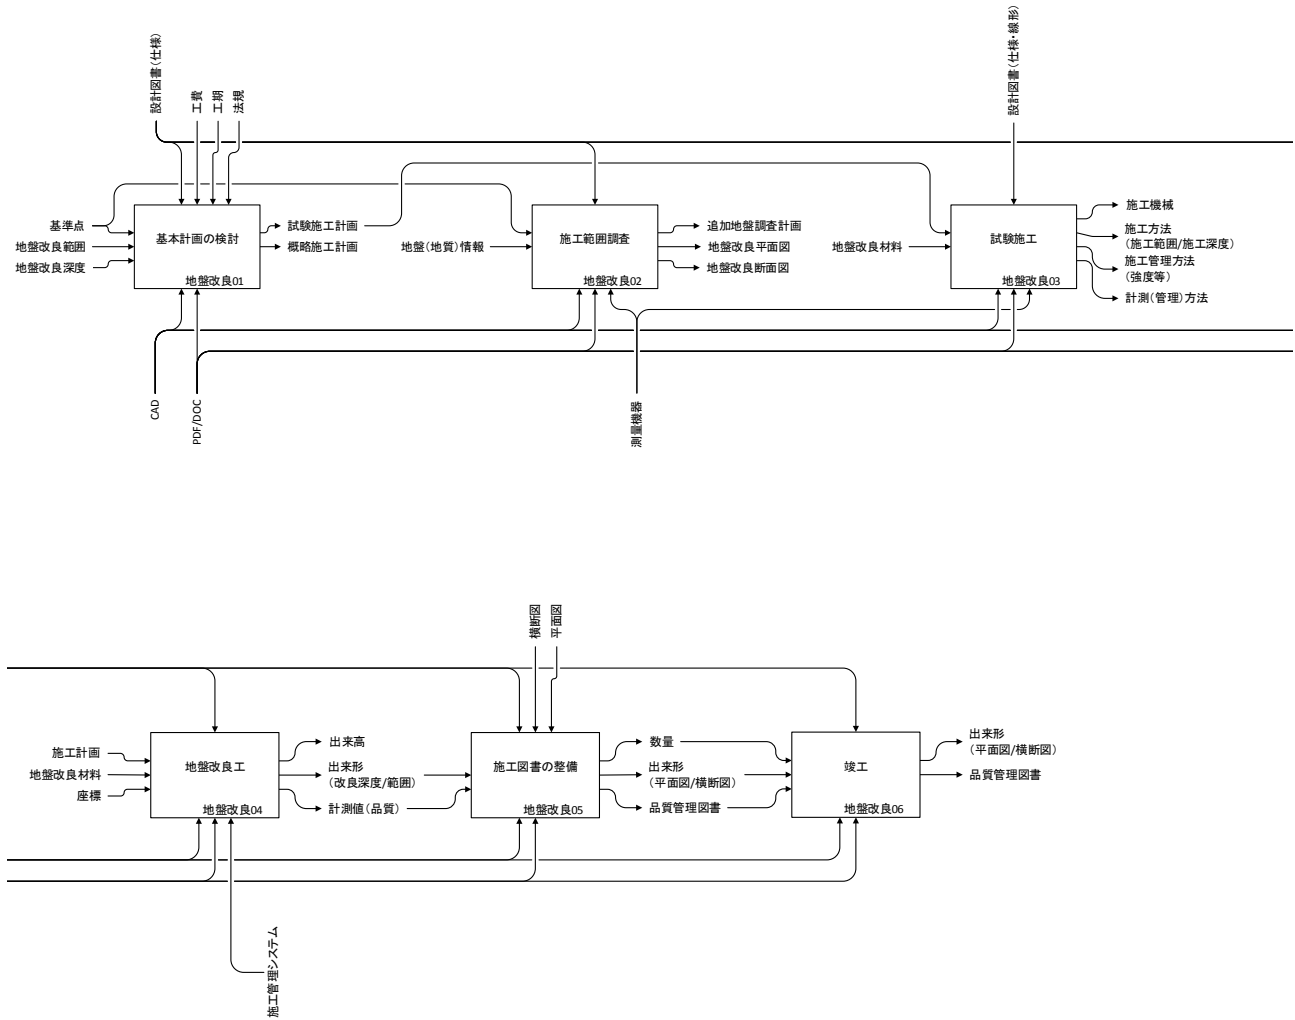 設計図書（仕様）
工費
工期
法規
設計図書（仕様・線形）
基準点
地盤改良範囲
地盤改良深度
基本計画の検討
地盤改良01
試験施工計画
概略施工計画
地盤（地質）情報
施工範囲調査
地盤改良02
追加地盤調査計画
地盤改良平面図
地盤改良断面図
地盤改良材料
試験施工
地盤改良03
施工機械
施工方法
（施工範囲/施工深度）
施工管理方法
（強度等）
計測（管理）方法
CAD
PDF/DOC
測量機器
横断図
平面図
施工計画
地盤改良材料
座標
地盤改良工
地盤改良04
出来高
出来形
（改良深度/範囲）
計測値（品質）
施工図書の整備
地盤改良05
数量
出来形
（平面図/横断図）
品質管理図書
竣工
地盤改良06
出来形
（平面図/横断図）
品質管理図書
施工管理システム